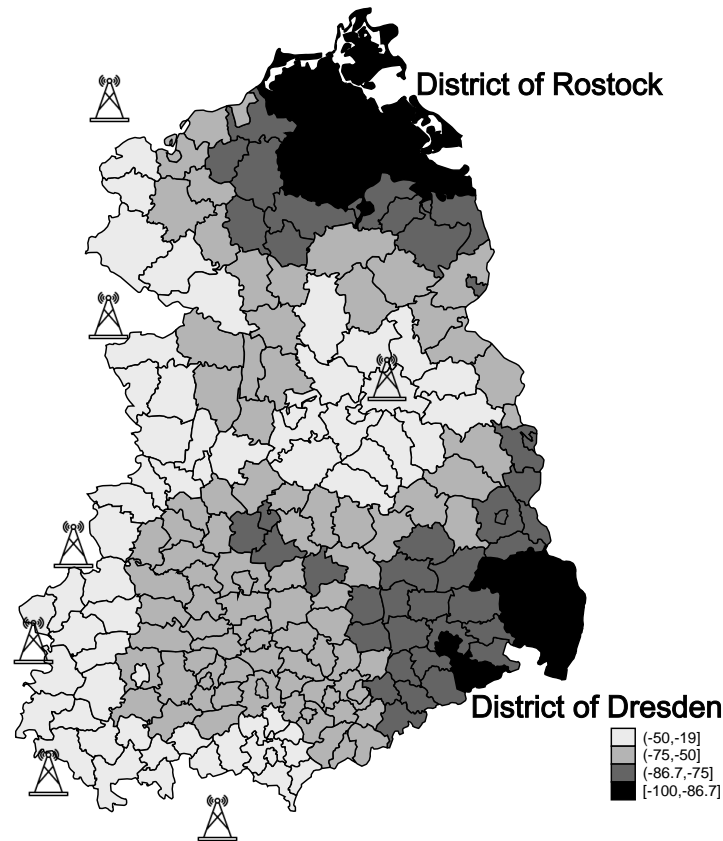 District of Rostock
District of Dresden
(-50,-19]
(-75,-50]
(-86.7,-75]
[-100,-86.7]